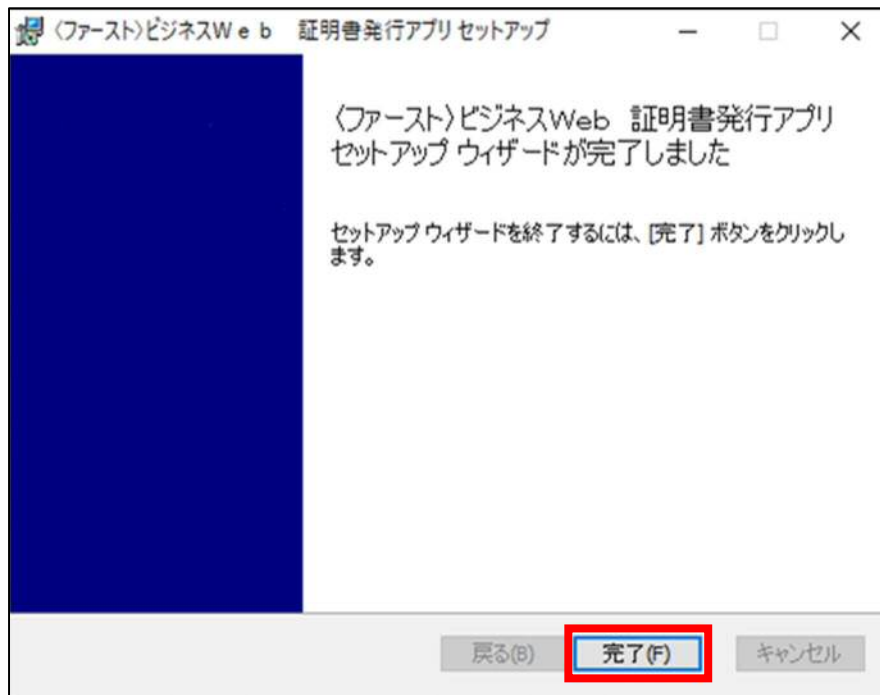 〈ファースト〉ビジネスWeb 証明書発行アプリ セットアップ
〈ファースト〉ビジネスWeb 証明書発行アプリ
セットアップ ウィザードが完了しました
セットアップ ウィザードを終了するには、[完了] ボタンをクリックし
ます。
戻る(B) 完了(F) キャンセル